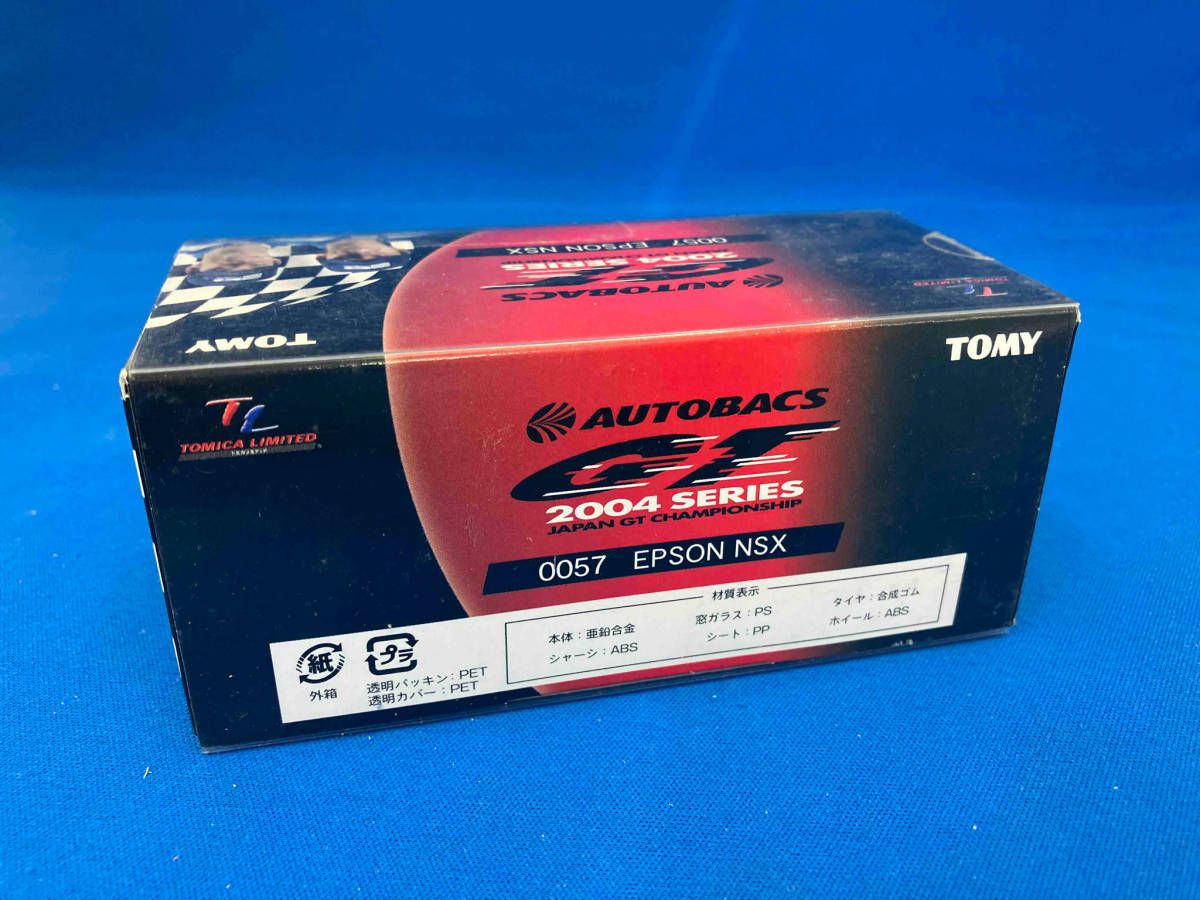 0057 EPSON NSX
2004 SERIES
AUTOBACS
TOMICA LIMITED
TOMY
TOMY
TL
TOMICA LIMITED
AUTOBACS
GT
2004 SERIES
JAPAN GT CHAMPIONSHIP
0057 EPSON NSX
材質表示
本体:亜鉛合金
窓ガラス:PS
タイヤ:合成ゴム
シャーシ:ABS
シート:PP
ホイール:ABS
紙
外箱
プラ
透明パッキン:PET
透明カバー:PET